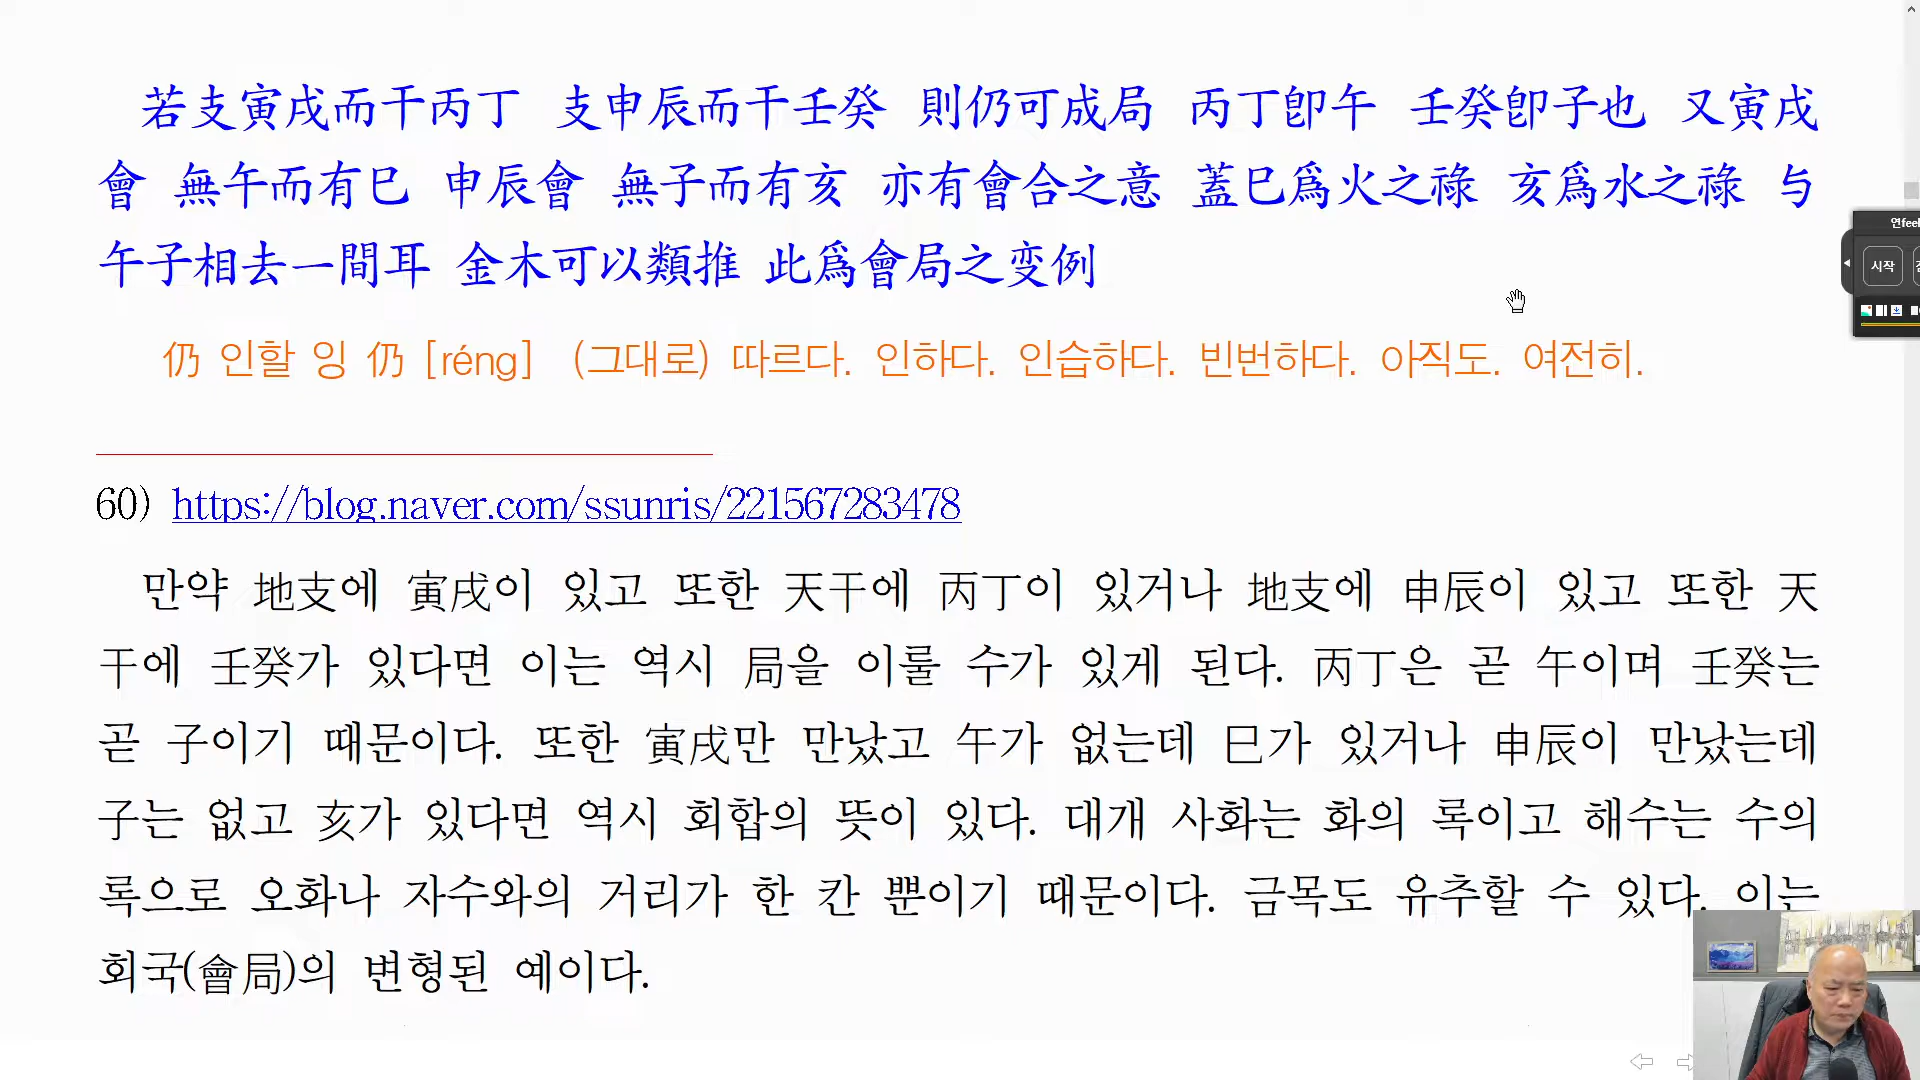 若支寅戌而干丙丁 支申辰而干壬癸 則仍可成局 丙丁卽午 壬癸卽子也 又寅戌
會 無午而有巳 申辰會 無子而有亥 亦有會合之意 蓋巳爲火之祿 亥爲水之祿 与
午子相去一間耳 金木可以類推 此爲會局之变例
仍 인할 잉 仍 [réng] (그대로) 따르다. 인하다. 인습하다. 빈번하다. 아직도. 여전히.
60) https://blog.naver.com/ssunris/221567283478
만약 地支에 寅戌이 있고 또한 天干에 丙丁이 있거나 地支에 申辰이 있고 또한 天
干에 壬癸가 있다면 이는 역시 局을 이룰 수가 있게 된다. 丙丁은 곧 午이며 壬癸는
곧 子이기 때문이다. 또한 寅戌만 만났고 午가 없는데 巳가 있거나 申辰이 만났는데
子는 없고 亥가 있다면 역시 회합의 뜻이 있다. 대개 사화는 화의 록이고 해수는 수의
록으로 오화나 자수와의 거리가 한 칸 뿐이기 때문이다. 금목도 유추할 수 있다. 이는
회국(會局)의 변형된 예이다.
연feel
시작